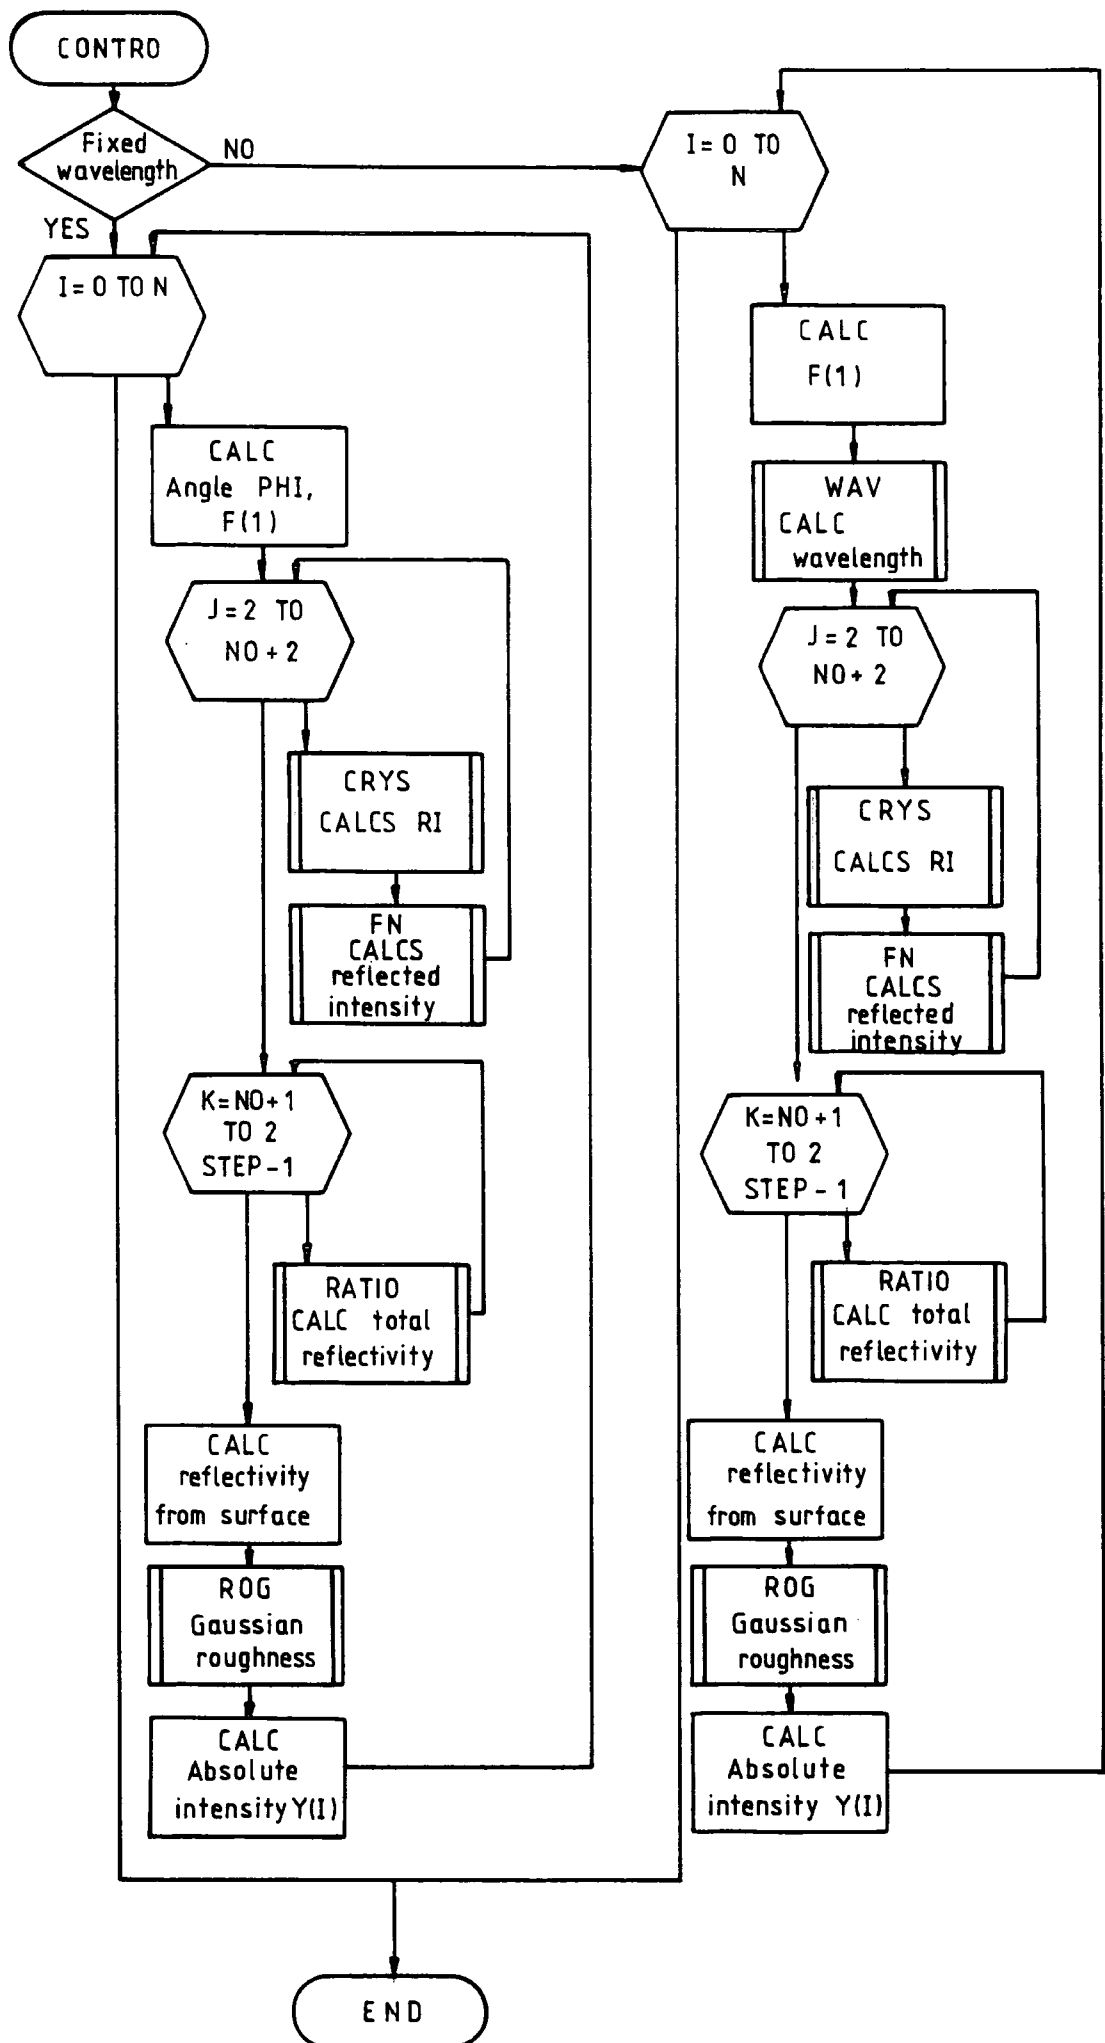 CONTRO
Fixed
wavelength
NO
YES
I=0 TO N
CALC
Angle PHI,
F(1)
J=2 TO
NO+2
CRYS
CALCS RI
FN
CALCS
reflected
intensity
K=NO+1
TO 2
STEP-1
RATIO
CALC total
reflectivity
CALC
reflectivity
from surface
ROG
Gaussian
roughness
CALC
Absolute
intensity Y(I)
I=0 TO
N
CALC
F(1)
WAV
CALC
wavelength
J=2 TO
NO+2
CRYS
CALCS RI
FN
CALCS
reflected
intensity
K=NO+1
TO 2
STEP-1
RATIO
CALC total
reflectivity
CALC
reflectivity
from surface
ROG
Gaussian
roughness
CALC
Absolute
intensity Y(I)
END